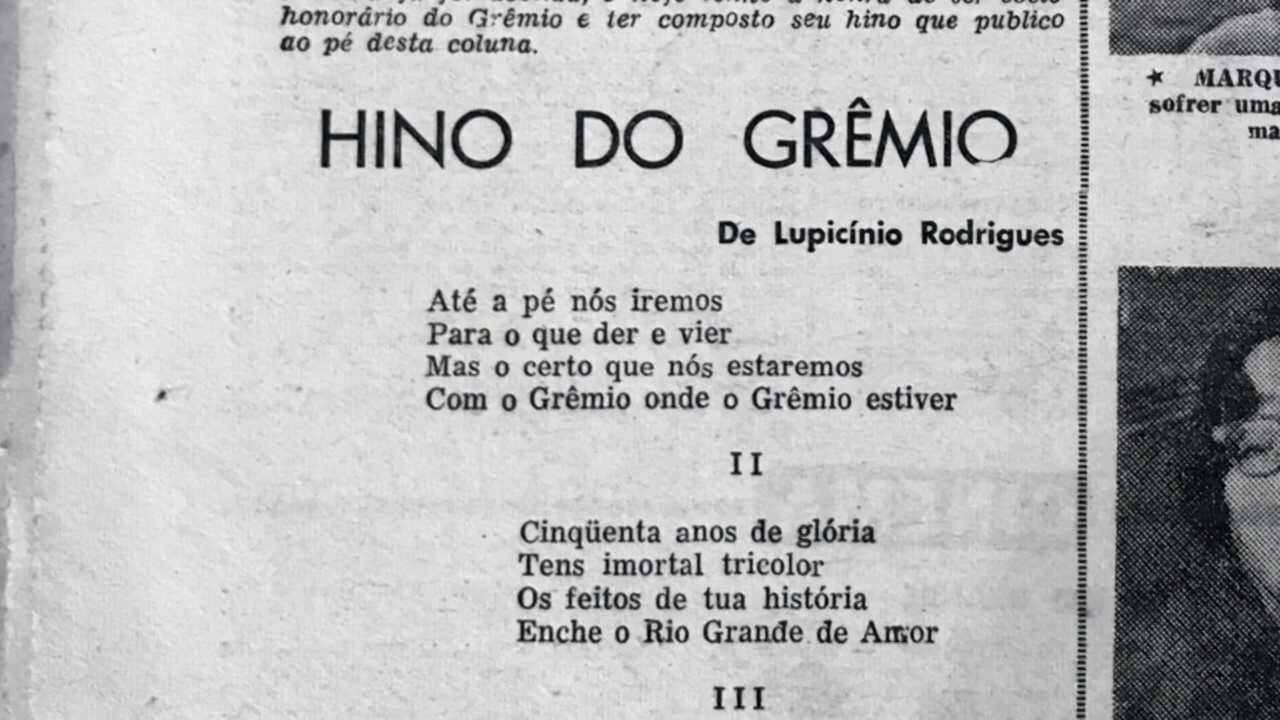 honorário do Grêmio e ter composto seu hino que publico
ao pé desta coluna.
HINO DO GRÊMIO
De Lupicínio Rodrigues
Até a pé nós iremos
Para o que der e vier
Mas o certo que nós estaremos
Com o Grêmio onde o Grêmio estiver
II
Cinqüenta anos de glória
Tens imortal tricolor
Os feitos de tua história
Enche o Rio Grande de Amor
III
★ MARQU
sofrer uma
ma